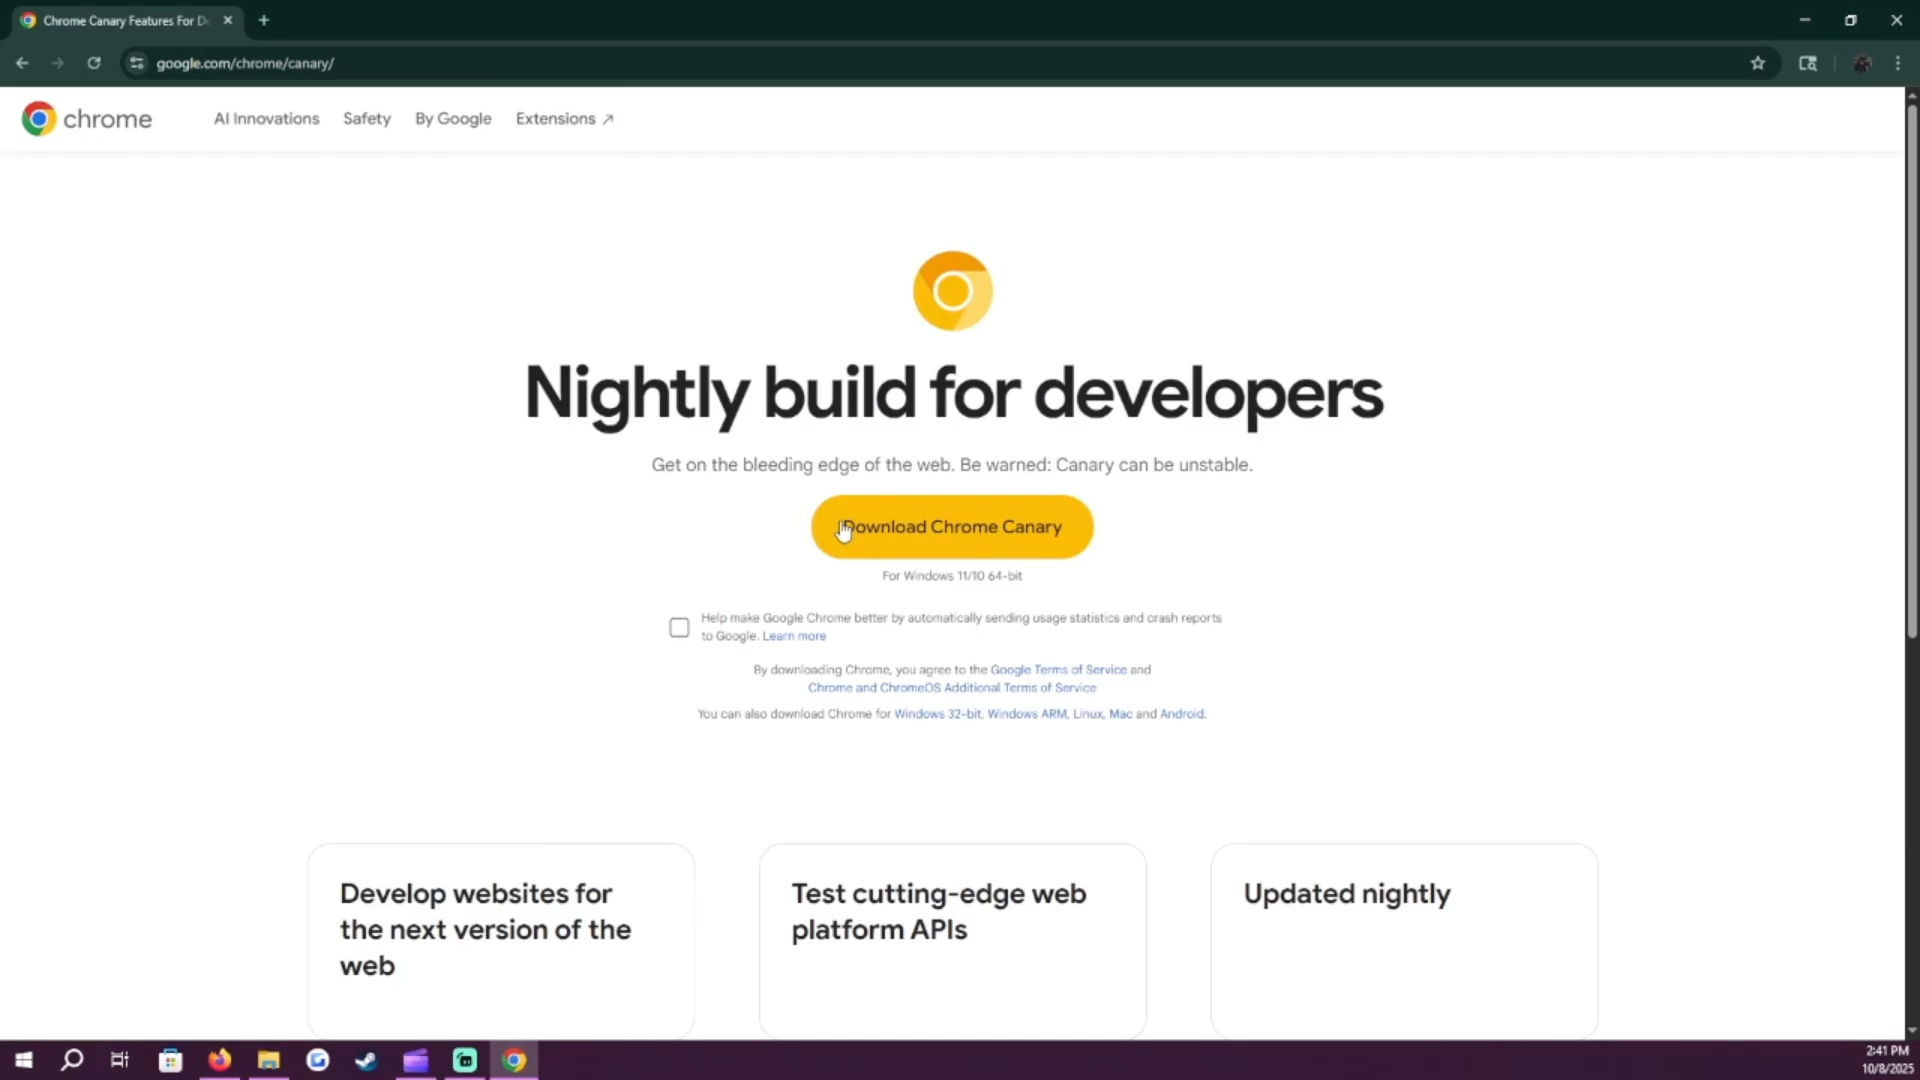 Chrome Canary Features For D
google.com/chrome/canary/
chrome
AI Innovations
Safety
By Google
Extensions
Nightly build for developers
Get on the bleeding edge of the web. Be warned: Canary can be unstable.
Download Chrome Canary
For Windows 11/10 64-bit
Help make Google Chrome better by automatically sending usage statistics and crash reports
to Google. Learn more
By downloading Chrome, you agree to the Google Terms of Service and
Chrome and ChromeOS Additional Terms of Service
You can also download Chrome for Windows 32-bit, Windows ARM, Linux, Mac and Android.
Develop websites for
the next version of the
web
Test cutting-edge web
platform APIs
Updated nightly
2:41 PM
10/8/2025